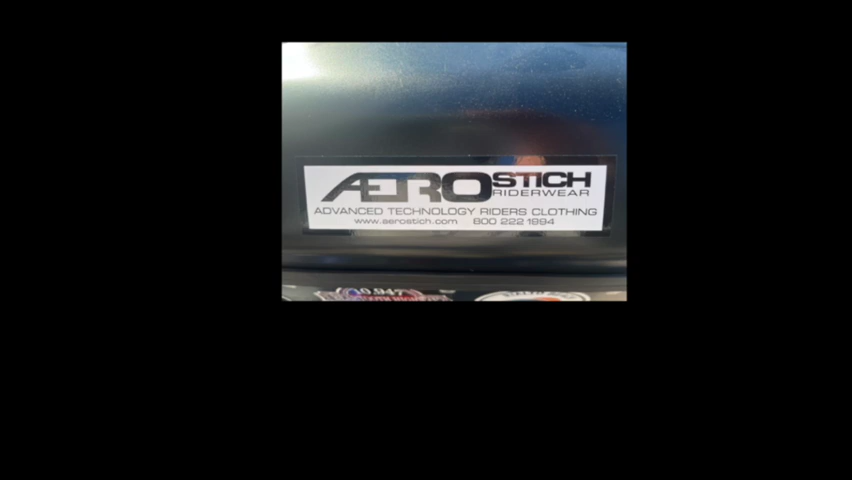 AEROSTICH
RIDERWEAR
ADVANCED TECHNOLOGY RIDERS CLOTHING
www.aerostich.com 800 222 1994